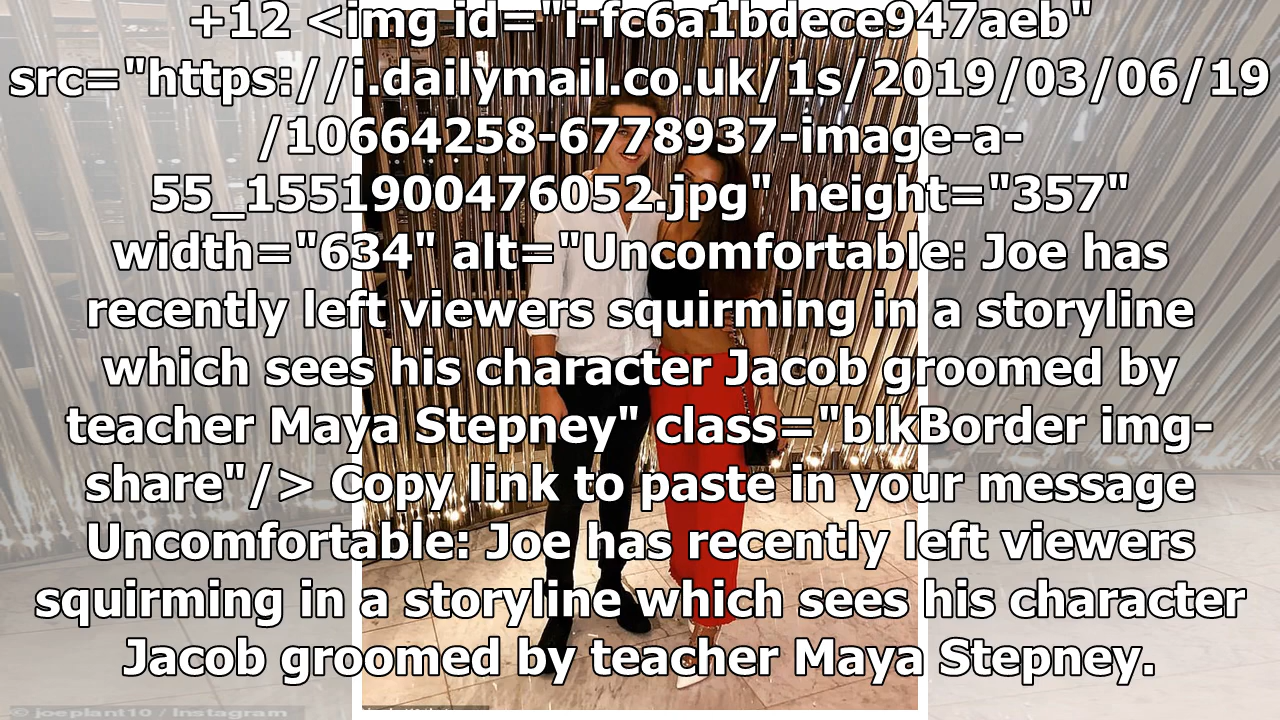 +12 <img id="i-fc6a1bdece947aeb"
src="https://i.dailymail.co.uk/1s/2019/03/06/19
/10664258-6778937-image-a-
55_1551900476052.jpg" height="357"
width="634" alt="Uncomfortable: Joe has
recently left viewers squirming in a storyline
which sees his character Jacob groomed by
teacher Maya Stepney" class="blkBorder img-
share"/> Copy link to paste in your message
Uncomfortable: Joe has recently left viewers
squirming in a storyline which sees his character
Jacob groomed by teacher Maya Stepney.
© joeplant10 / Instagram